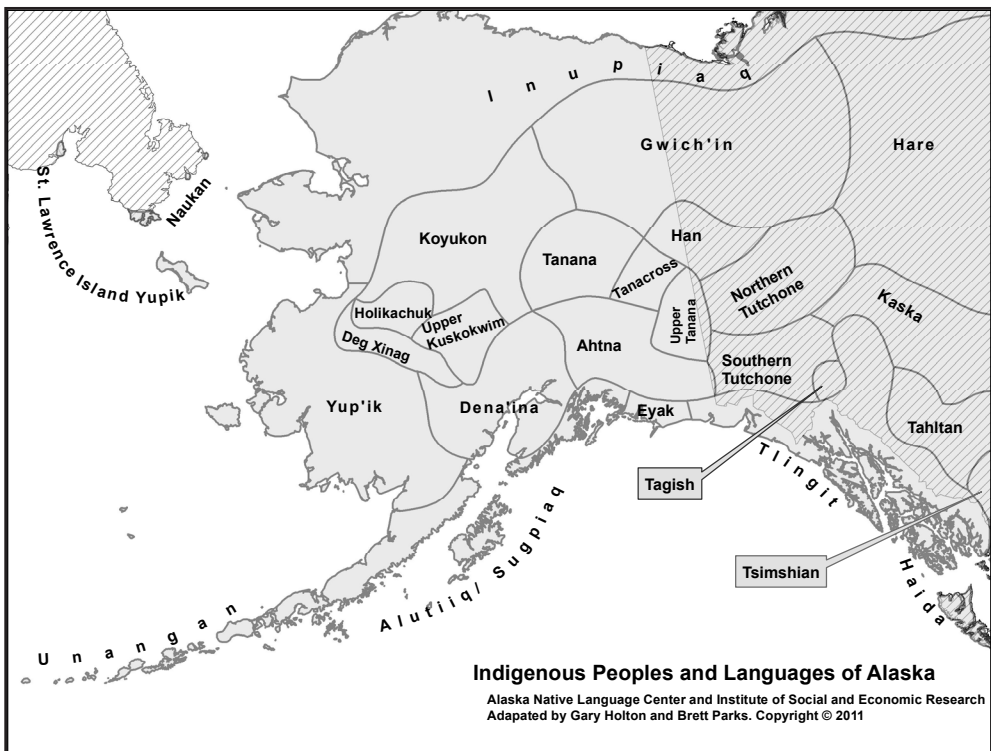 Inupiaq
Gwich'in
Hare
St. Lawrence Island Yupik
Naukan
Koyukon
Han
Tanana
Tanacross
Northern
Tutchone
Kaska
Holikachuk
Upper
Kuskokwim
Upper
Tanana
Deg Xinag
Ahtna
Southern
Tutchone
Yup'ik
Dena'ina
Eyak
Tahltan
Tlingit
Tagish
Alutiiq/ Sugpiaq
Tsimshian
Haida
Unangan
Indigenous Peoples and Languages of Alaska
Alaska Native Language Center and Institute of Social and Economic Research
Adapated by Gary Holton and Brett Parks. Copyright © 2011